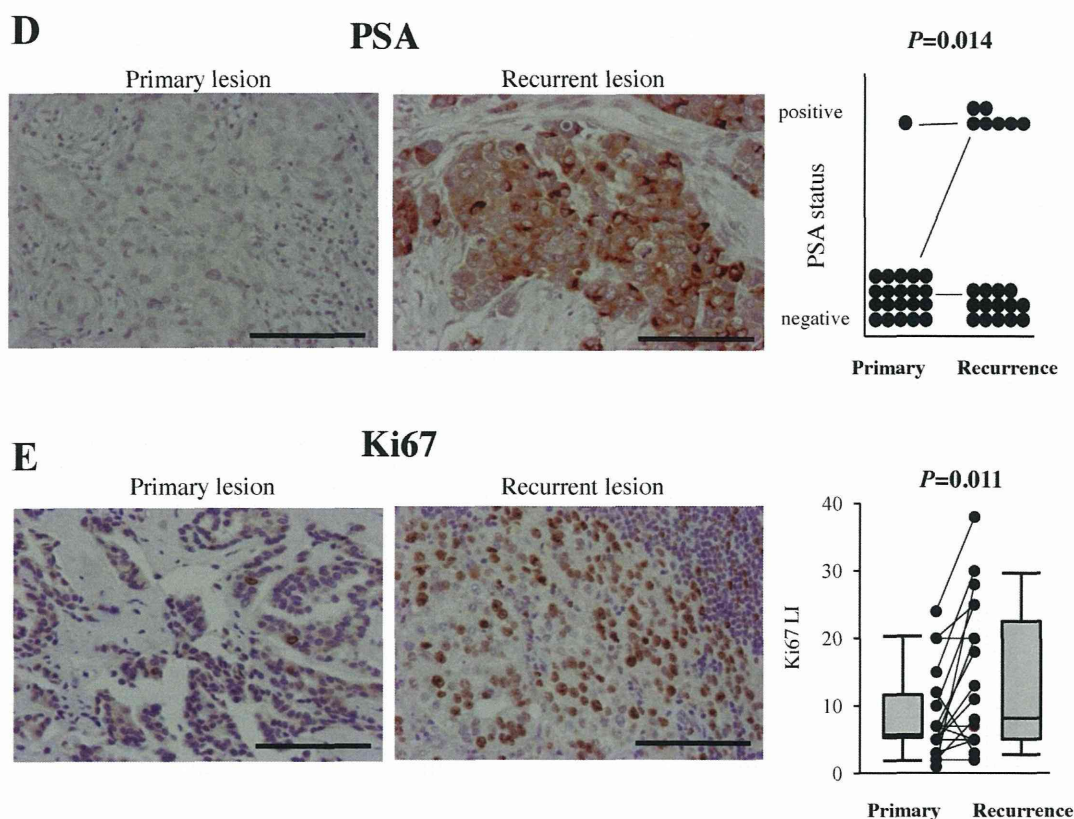 D
PSA
P=0.014
Primary lesion
Recurrent lesion
positive
PSA status
negative
Primary Recurrence
E
Ki67
P=0.011
Primary lesion
Recurrent lesion
40
30
20
10
0
Ki67 LI
Primary Recurrence